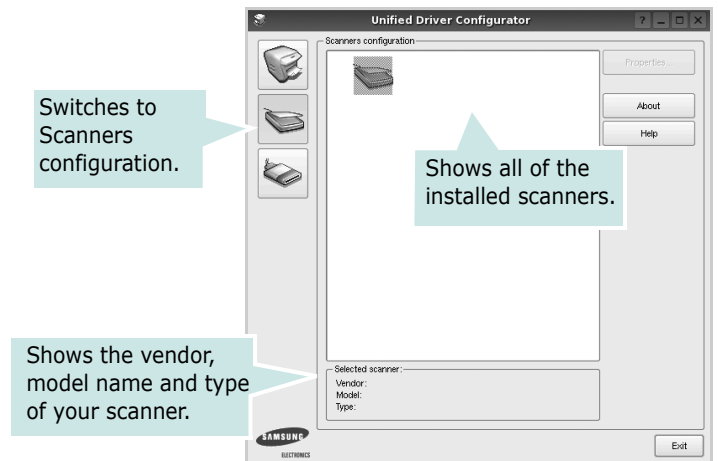 Unified Driver Configurator
Scanners configuration
Properties...
About
Help
Switches to
Scanners
configuration.
Shows all of the
installed scanners.
Shows the vendor,
model name and type
of your scanner.
Selected scanner:
Vendor:
Model:
Type:
SAMSUNG
ELECTRONICS
Exit